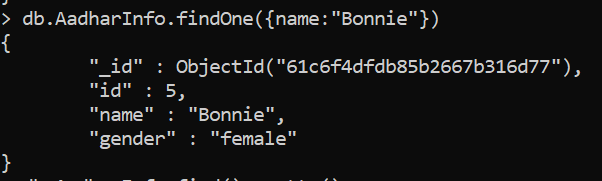 > db.AadharInfo.findOne({name:"Bonnie"})
{
        "_id" : ObjectId("61c6f4dfdb85b2667b316d77"),
        "id" : 5,
        "name" : "Bonnie",
        "gender" : "female"
}